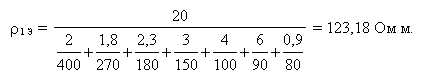 ρ₁ э = 20 / (2/400 + 1,8/270 + 2,3/180 + 3/150 + 4/100 + 6/90 + 0,9/80) = 123,18 Ом м.